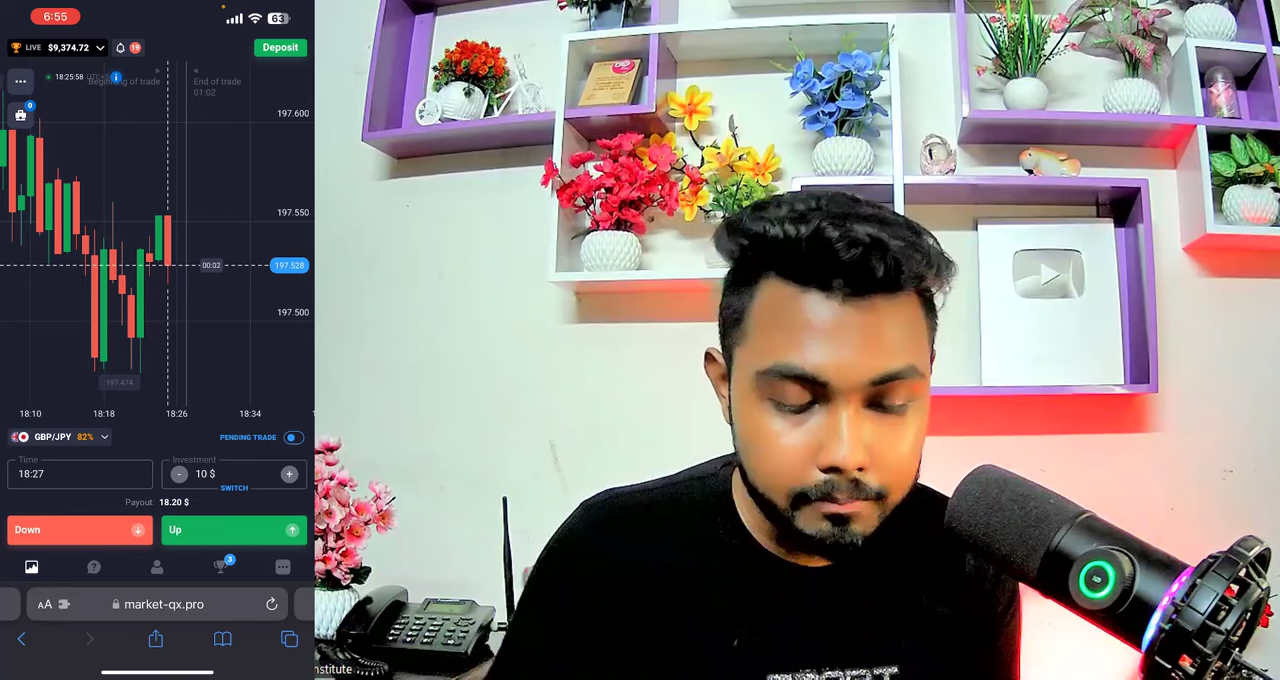 6:55
63
LIVE $9,374.72
19
Deposit
18:25:58
Beginning of trade
End of trade
01:02
0
197.600
197.550
00:02
197.528
197.500
197.474
18:10
18:18
18:26
18:34
GBP/JPY 82%
PENDING TRADE
Time
18:27
Investment
- 10 $ +
SWITCH
Payout: 18.20 $
Down
Up
3
AA
market-qx.pro
nstitute